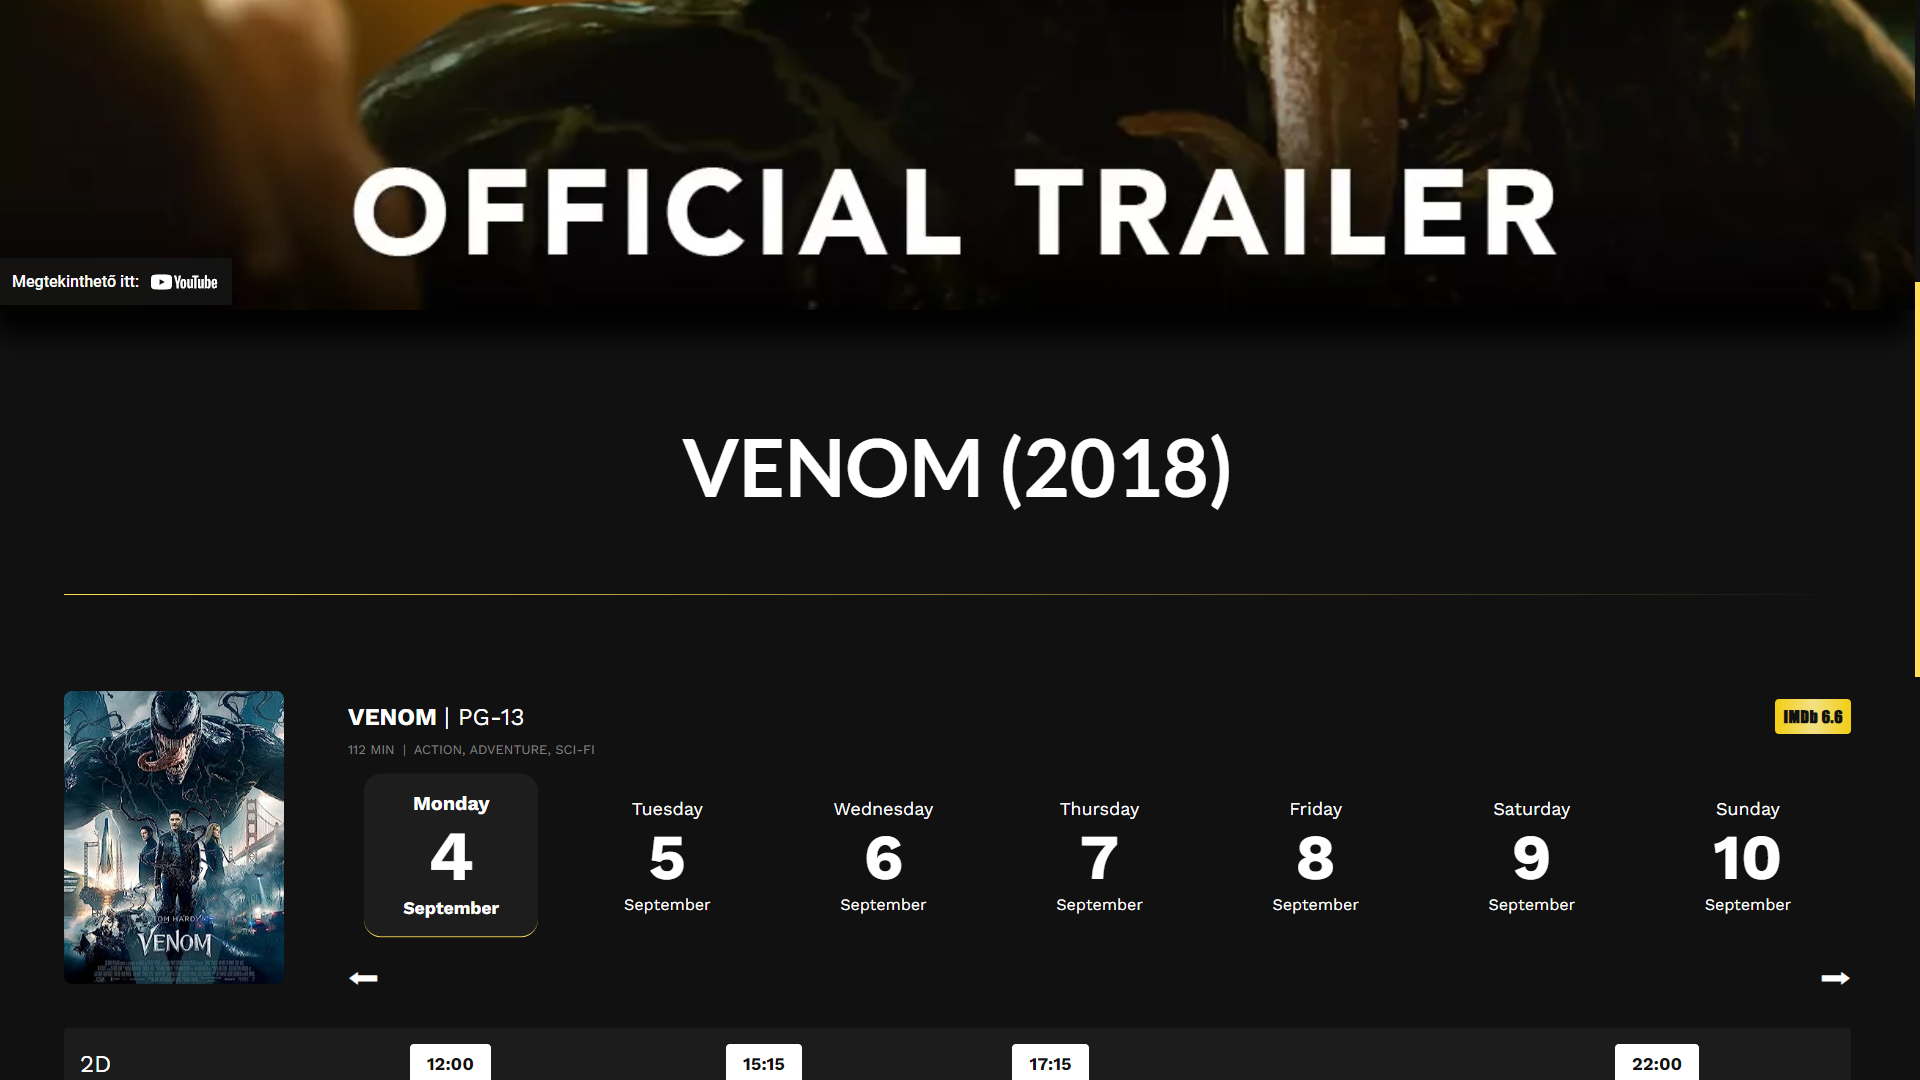 OFFICIAL TRAILER
Megtekinthető itt: YouTube
VENOM (2018)
VENOM | PG-13
IMDb 6.6
112 MIN | ACTION, ADVENTURE, SCI-FI
Monday
4
September
Tuesday
5
September
Wednesday
6
September
Thursday
7
September
Friday
8
September
Saturday
9
September
Sunday
10
September
TOM HARDY
VENOM
2D
12:00
15:15
17:15
22:00